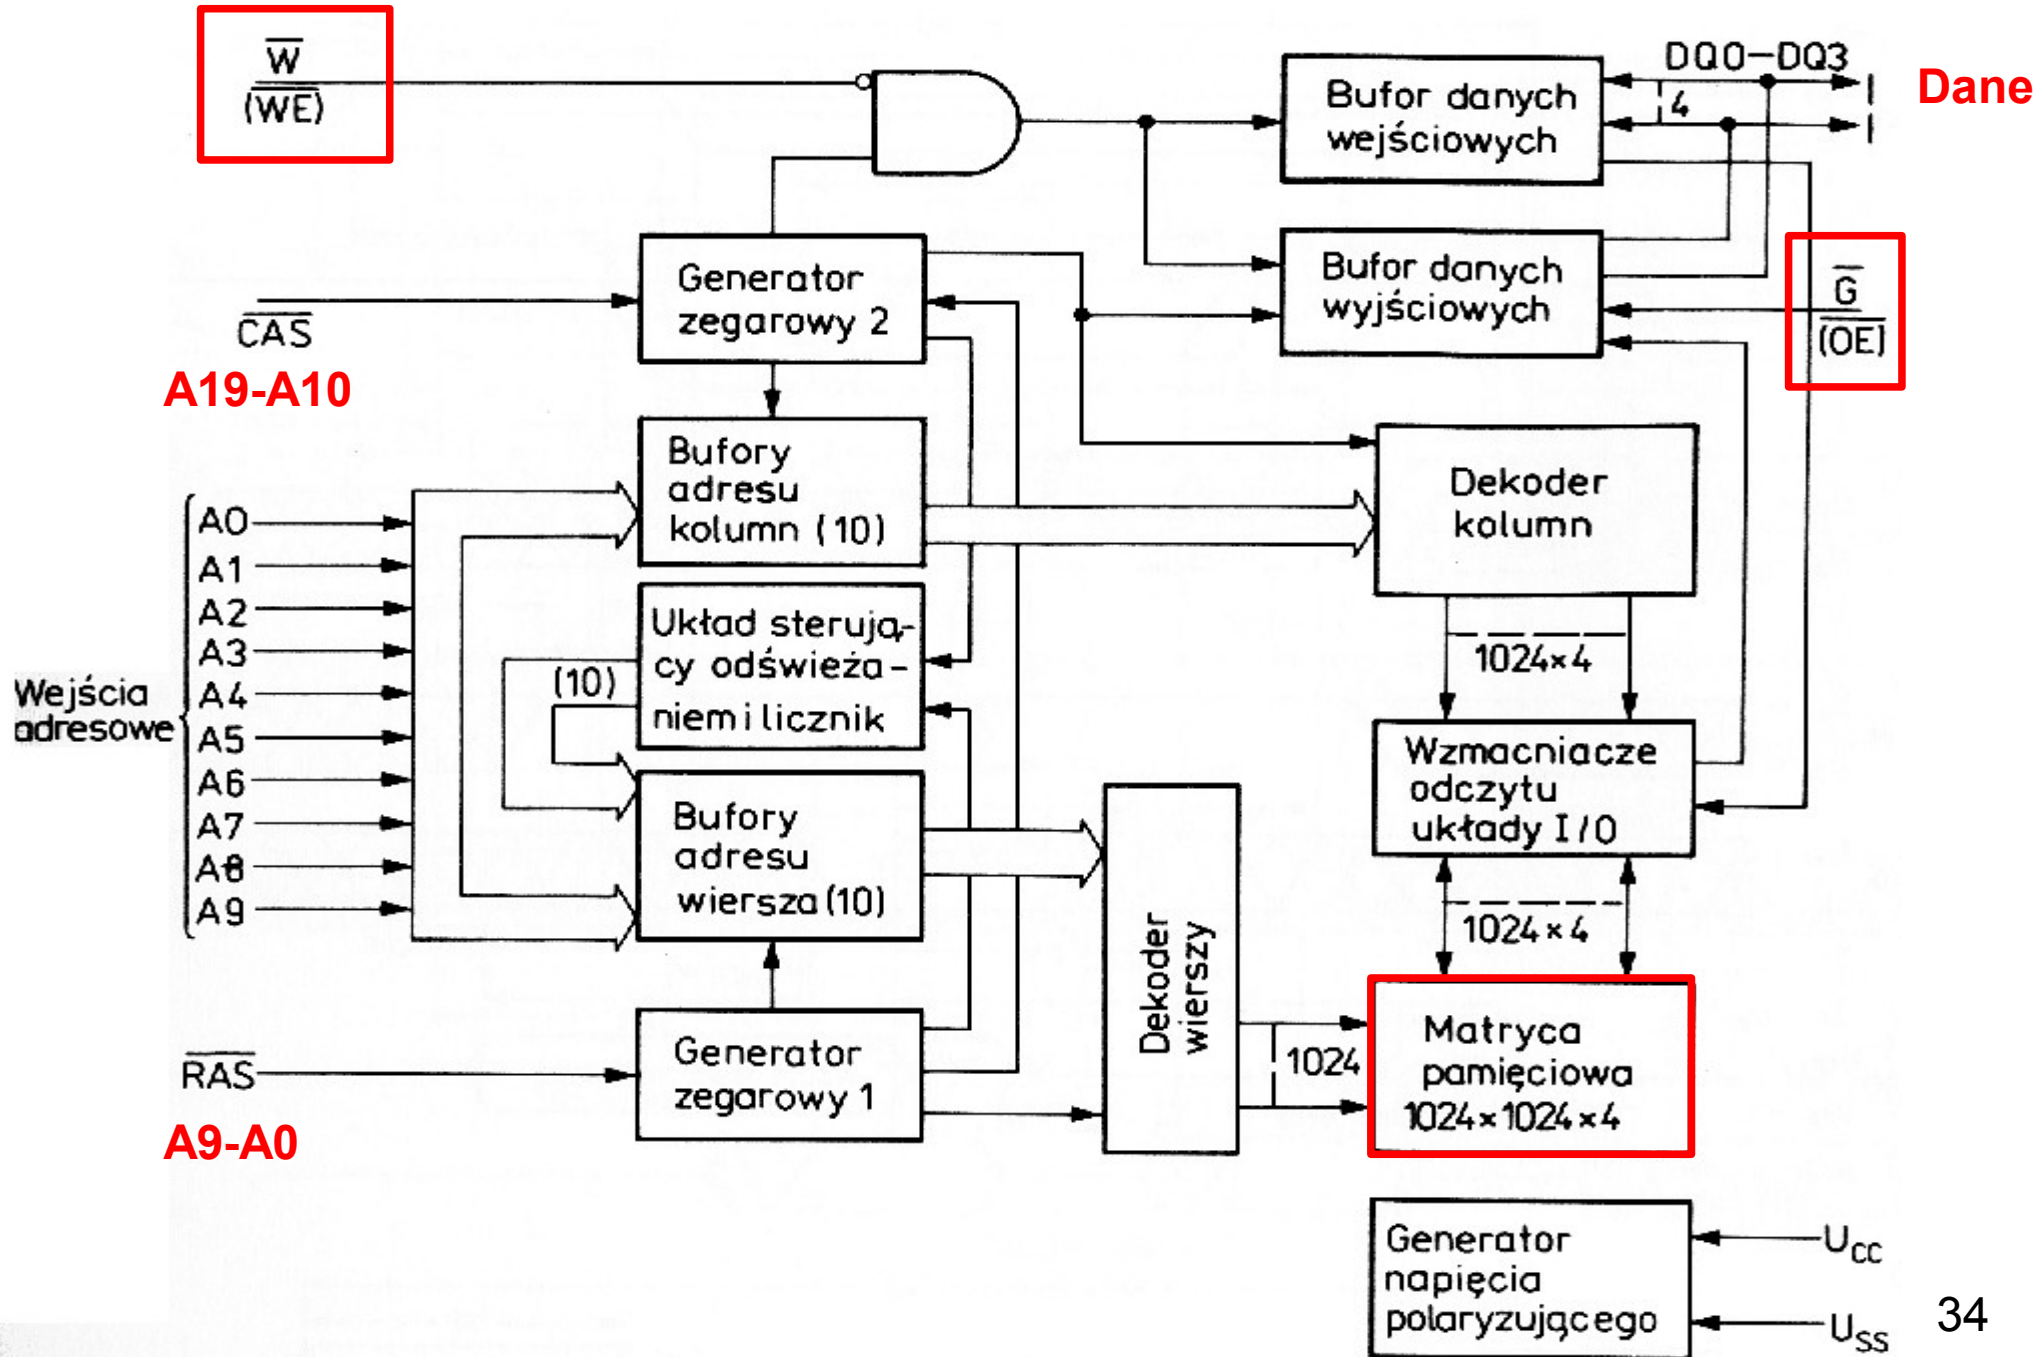 W
(WE)
DQ0–DQ3
Dane
4
Bufor danych
wejściowych
Generator
zegarowy 2
Bufor danych
wyjściowych
G
(OE)
CAS
A19-A10
Bufory
adresu
kolumn (10)
Dekoder
kolumn
A0
A1
A2
A3
A4
A5
A6
A7
A8
A9
Wejścia
adresowe
Układ sterują-
cy odświeża-
niem i licznik
(10)
1024×4
Wzmacniacze
odczytu
układy I/O
Bufory
adresu
wiersza (10)
1024×4
Dekoder
wierszy
RAS
A9-A0
Generator
zegarowy 1
1024
Matryca
pamięciowa
1024×1024×4
Generator
napięcia
polaryzującego
UCC
USS
34